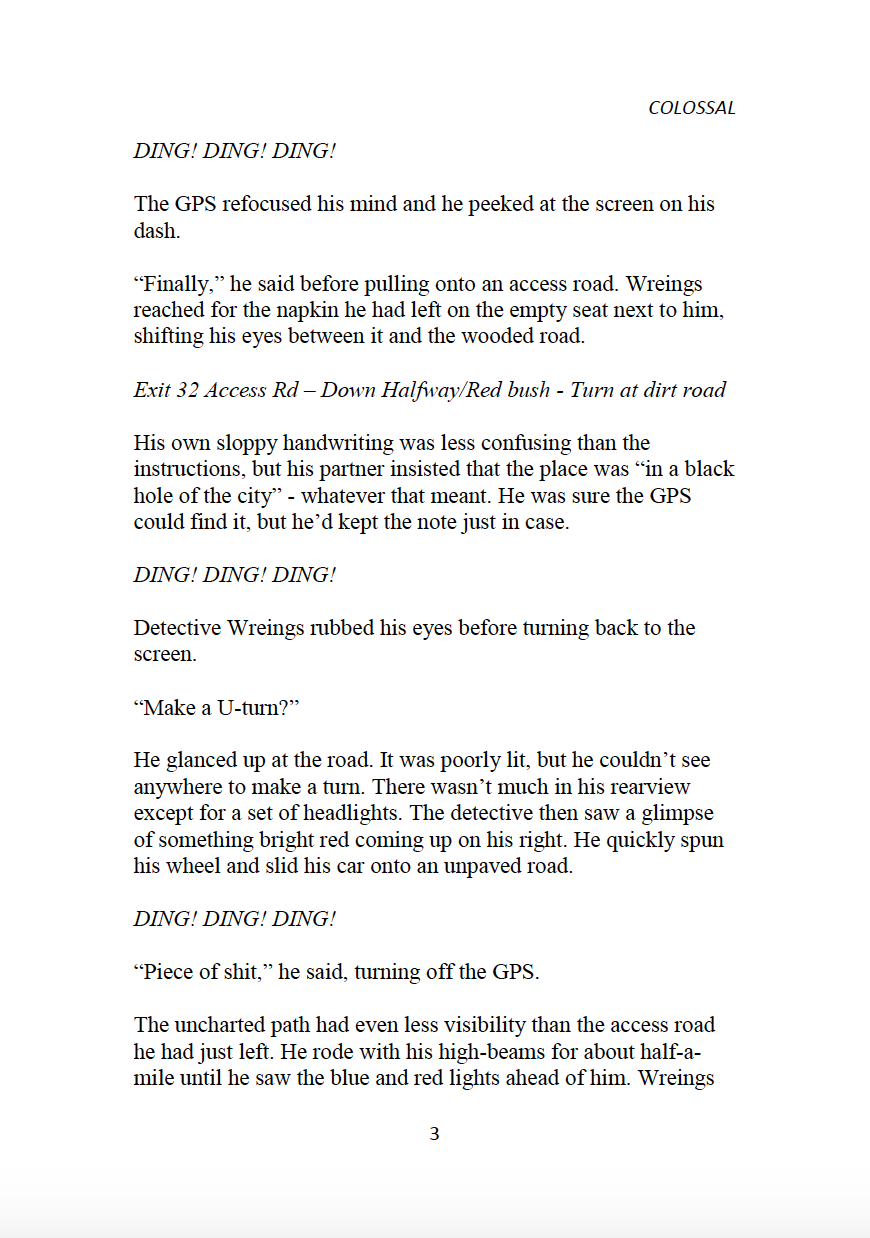 COLOSSAL
DING! DING! DING!
The GPS refocused his mind and he peeked at the screen on his
dash.
“Finally,” he said before pulling onto an access road. Wreings
reached for the napkin he had left on the empty seat next to him,
shifting his eyes between it and the wooded road.
Exit 32 Access Rd – Down Halfway/Red bush - Turn at dirt road
His own sloppy handwriting was less confusing than the
instructions, but his partner insisted that the place was “in a black
hole of the city” - whatever that meant. He was sure the GPS
could find it, but he’d kept the note just in case.
DING! DING! DING!
Detective Wreings rubbed his eyes before turning back to the
screen.
“Make a U-turn?”
He glanced up at the road. It was poorly lit, but he couldn’t see
anywhere to make a turn. There wasn’t much in his rearview
except for a set of headlights. The detective then saw a glimpse
of something bright red coming up on his right. He quickly spun
his wheel and slid his car onto an unpaved road.
DING! DING! DING!
“Piece of shit,” he said, turning off the GPS.
The uncharted path had even less visibility than the access road
he had just left. He rode with his high-beams for about half-a-
mile until he saw the blue and red lights ahead of him. Wreings
3